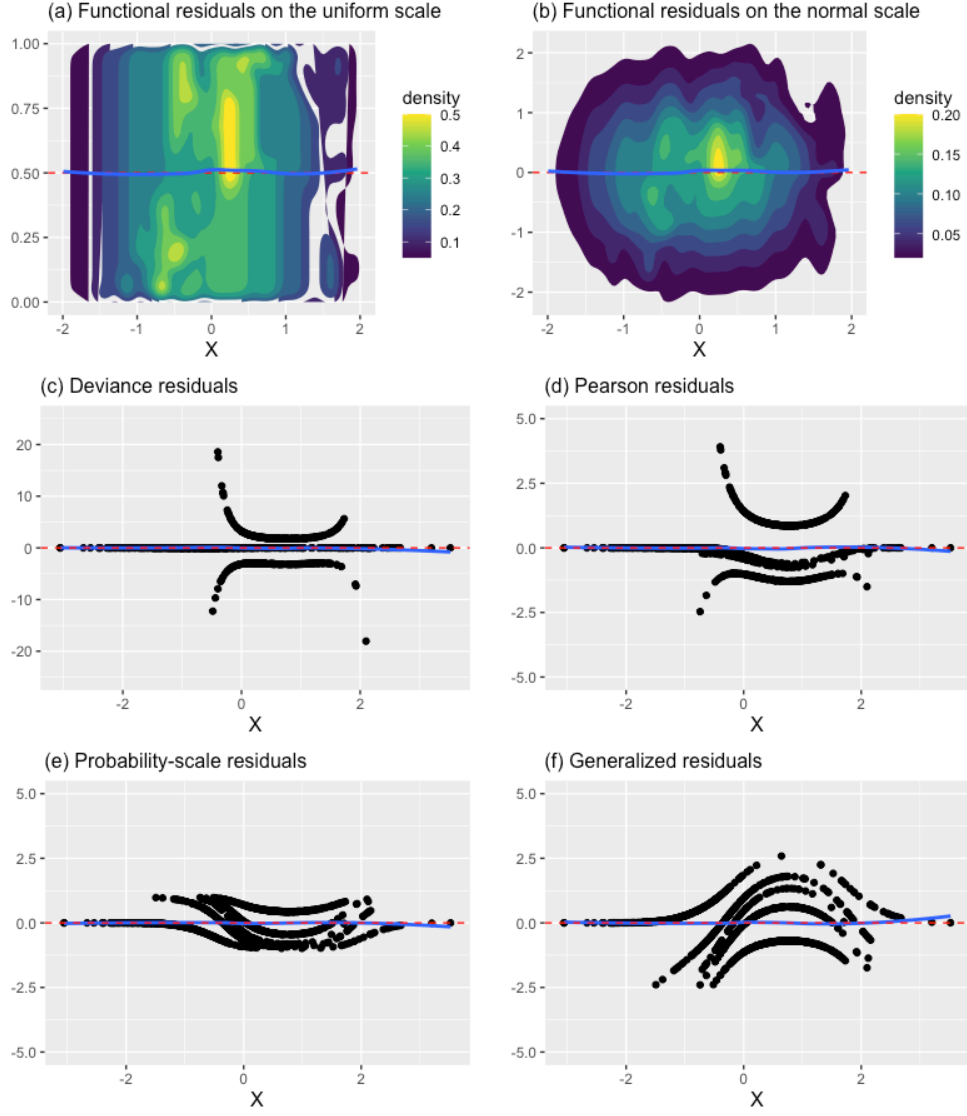 (a) Functional residuals on the uniform scale
1.00
0.75
0.50
0.25
0.00
-2 -1 0 1 2
X
density
0.5
0.4
0.3
0.2
0.1
(b) Functional residuals on the normal scale
2
1
0
-1
-2
-2 -1 0 1 2
X
density
0.20
0.15
0.10
0.05
(c) Deviance residuals
20
10
0
-10
-20
-2 0 2
X
(d) Pearson residuals
5.0
2.5
0.0
-2.5
-5.0
-2 0 2
X
(e) Probability-scale residuals
5.0
2.5
0.0
-2.5
-5.0
-2 0 2
X
(f) Generalized residuals
5.0
2.5
0.0
-2.5
-5.0
-2 0 2
X